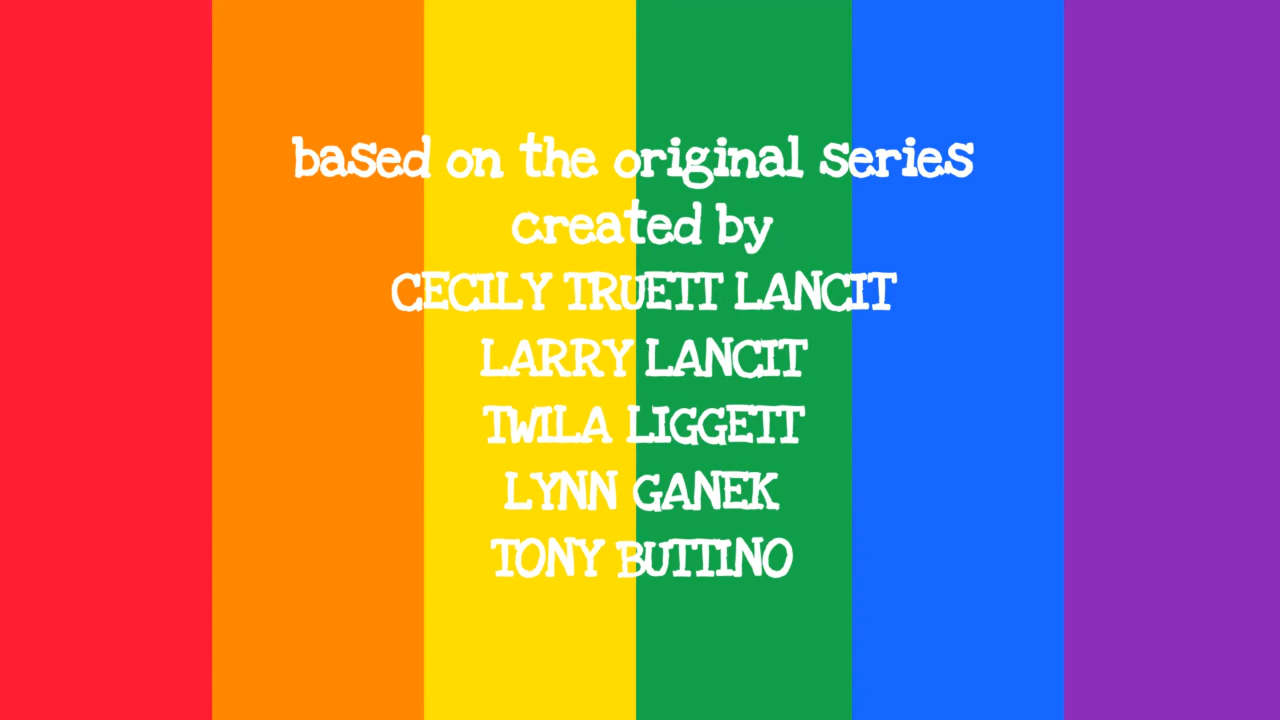 based on the original series
created by
CECILY TRUETT LANCIT
LARRY LANCIT
TWILA LIGGETT
LYNN GANEK
TONY BUTTINO